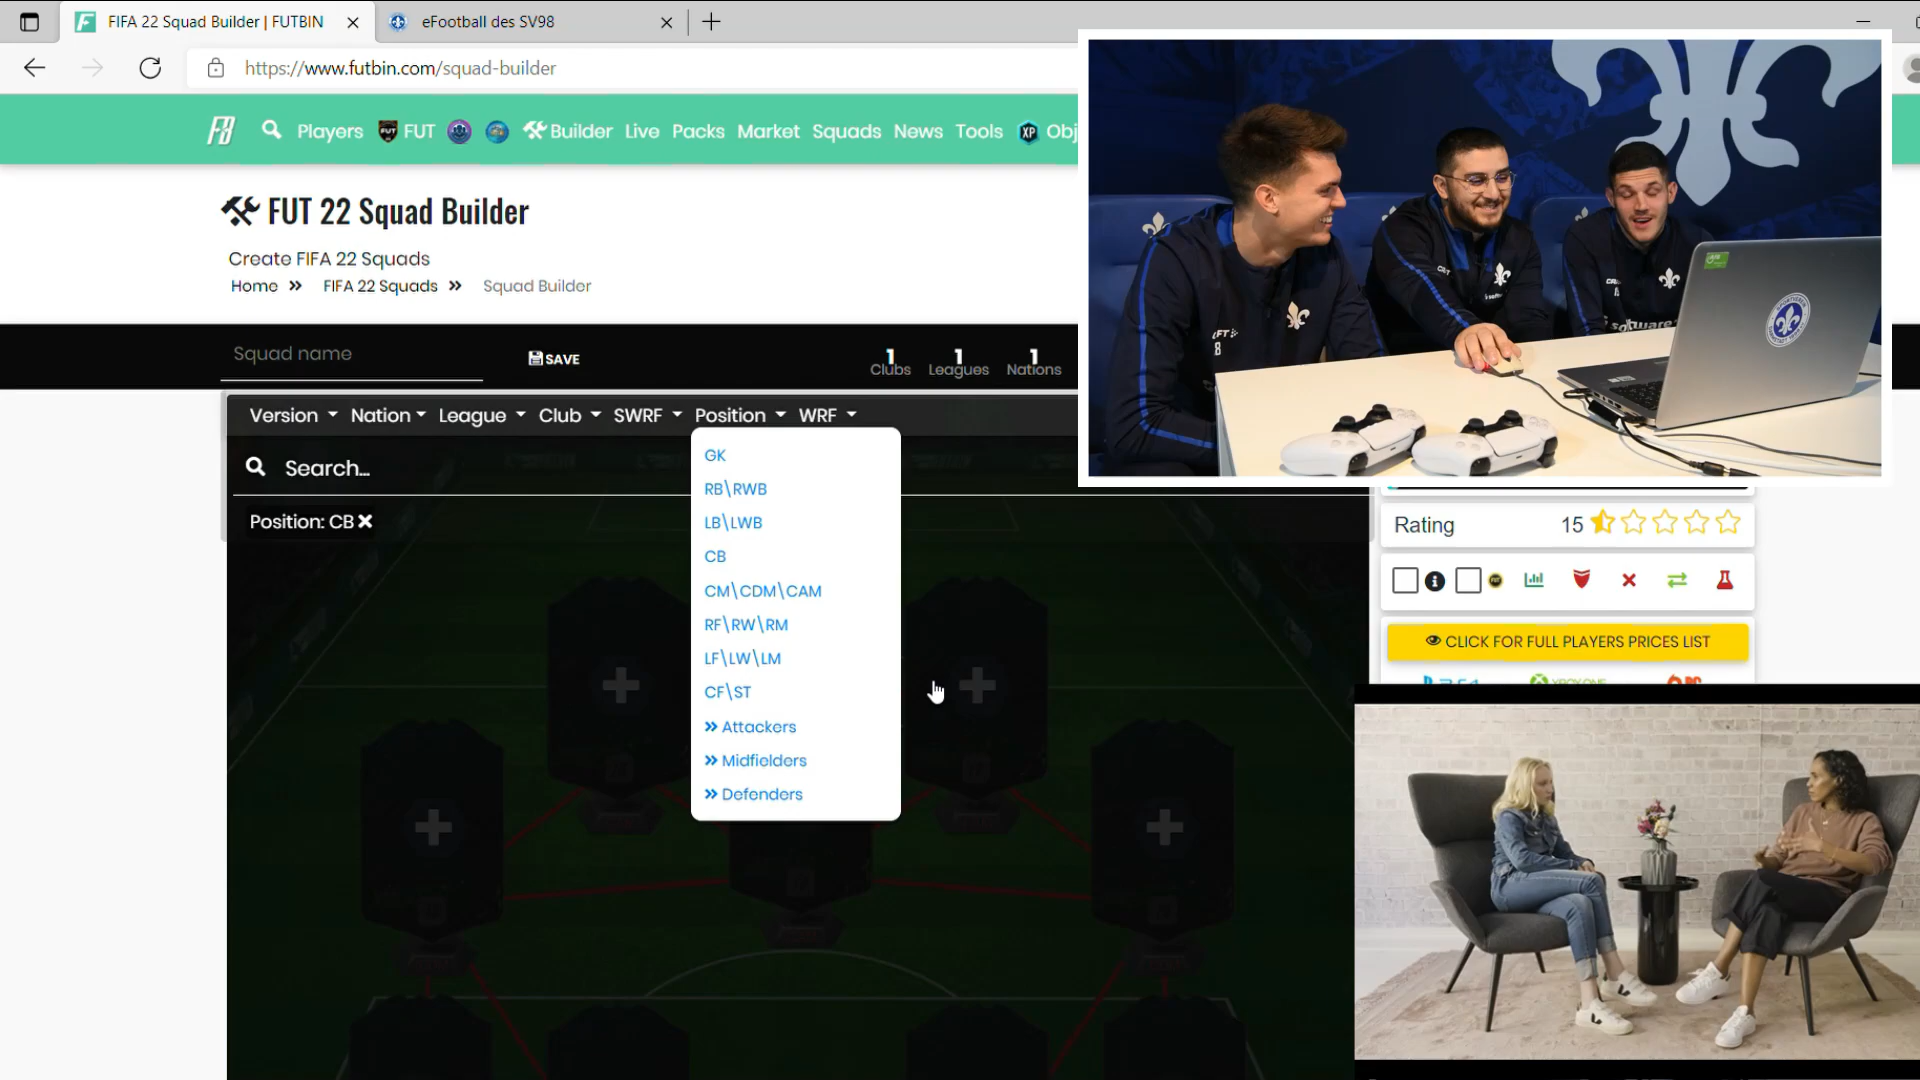 FIFA 22 Squad Builder | FUTBIN
eFootball des SV98
https://www.futbin.com/squad-builder
Players FUT Builder Live Packs Market Squads News Tools XP Obj
FUT 22 Squad Builder
Create FIFA 22 Squads
Home » FIFA 22 Squads » Squad Builder
Squad name
SAVE
1 Clubs
1 Leagues
1 Nations
Version Nation League Club SWRF Position WRF
Search...
Position: CB
GK
RB\RWB
LB\LWB
CB
CM\CDM\CAM
RF\RW\RM
LF\LW\LM
CF\ST
» Attackers
» Midfielders
» Defenders
Rating 15
CLICK FOR FULL PLAYERS PRICES LIST
8